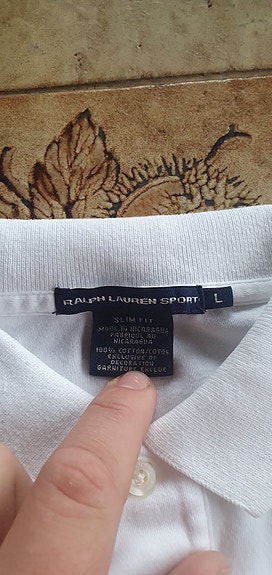 RALPH LAUREN SPORT L
SLIM FIT
MADE IN NICARAGUA
FABRIQUE AU
NICARAGUA
100% COTTON/COTON
EXCLUSIVE OF
DECORATION
GARNITURE EXCLUE